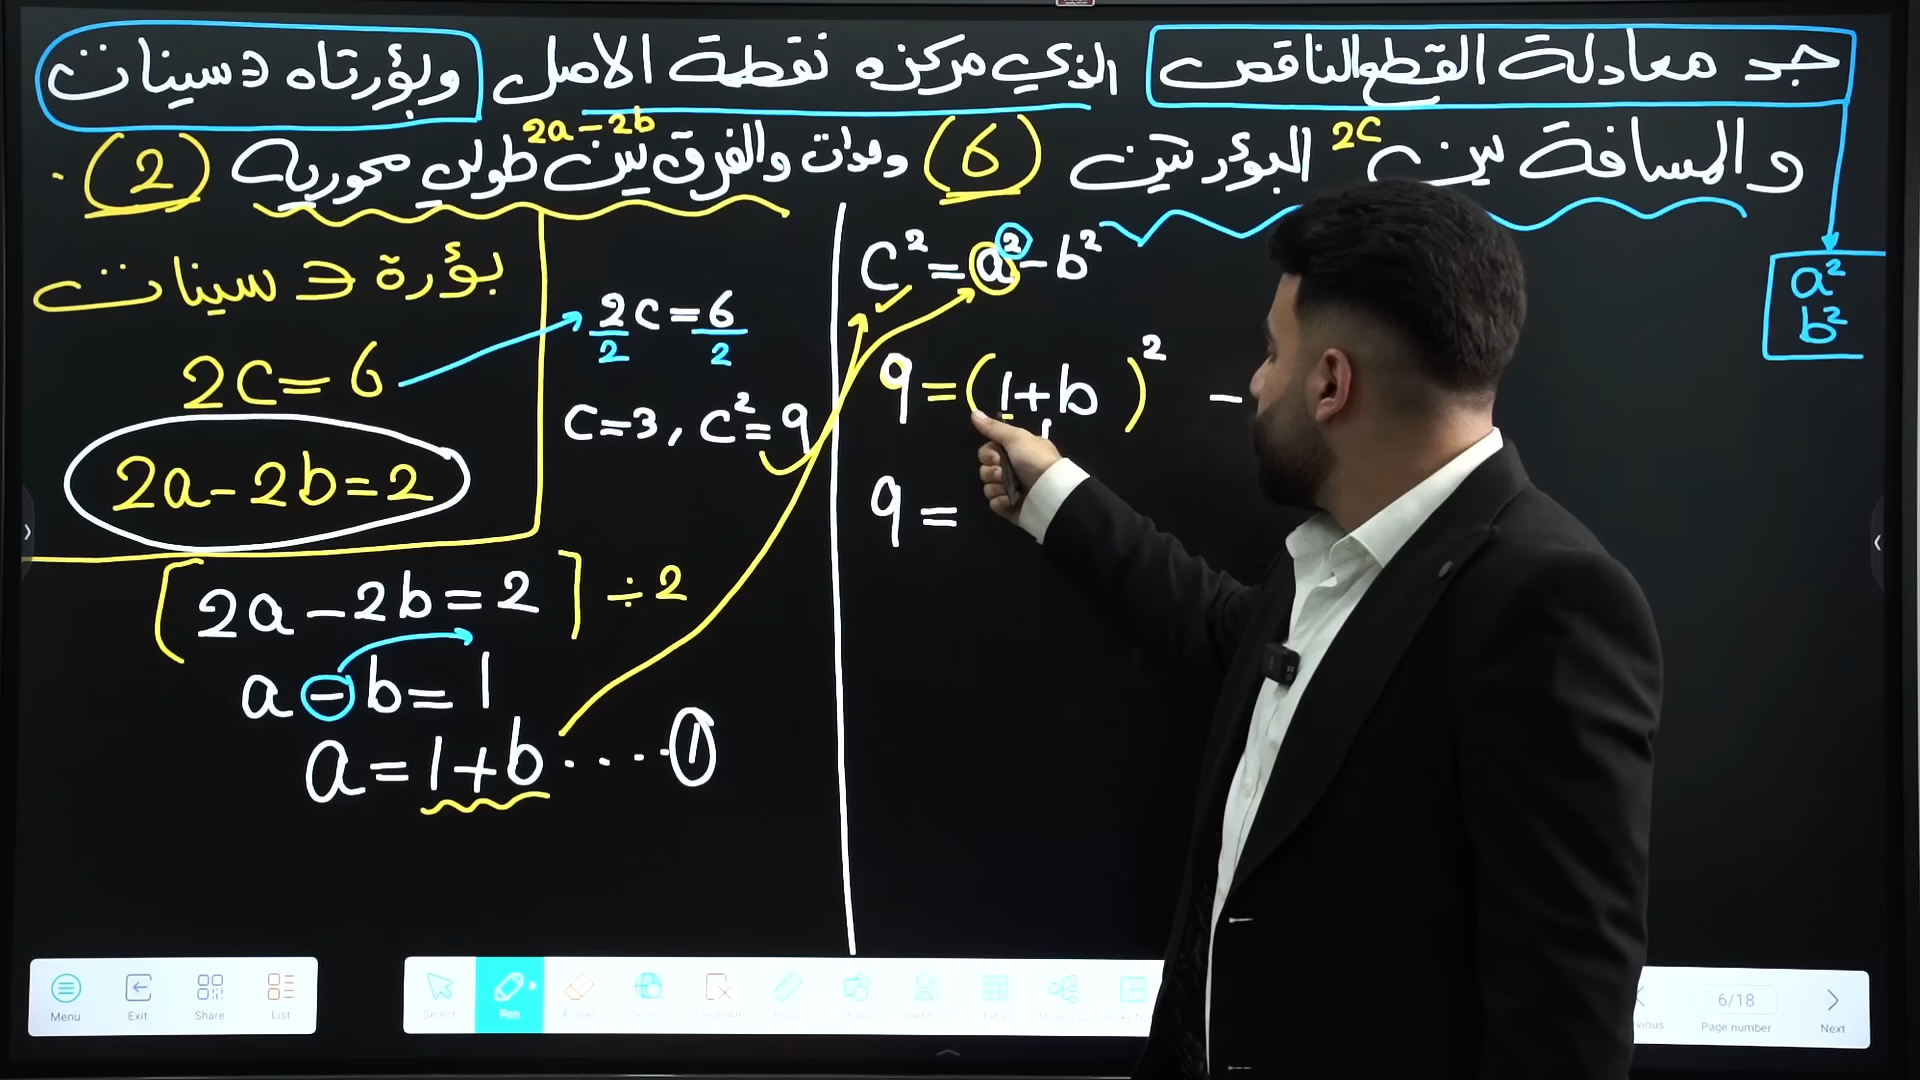 جد معادلة القطع الناقص الذي مركزه نقطة الاصل وبؤرتاه ∈ سينات
2a-2b
2c
والمسافة بين البؤرتين (6) وحدات والفرق بين طولي محوريه (2).
a²
b²
بؤرة ∈ سينات
2c=6
2a-2b=2
2c=6
2 2
c=3, c²=9
[2a-2b=2]÷2
a-b=1
a=1+b....①
c²=a²-b²
9=(1+b)² -
9=
Menu
Exit
Share
List
Select
Pen
Eraser
6/18
Page number
Next